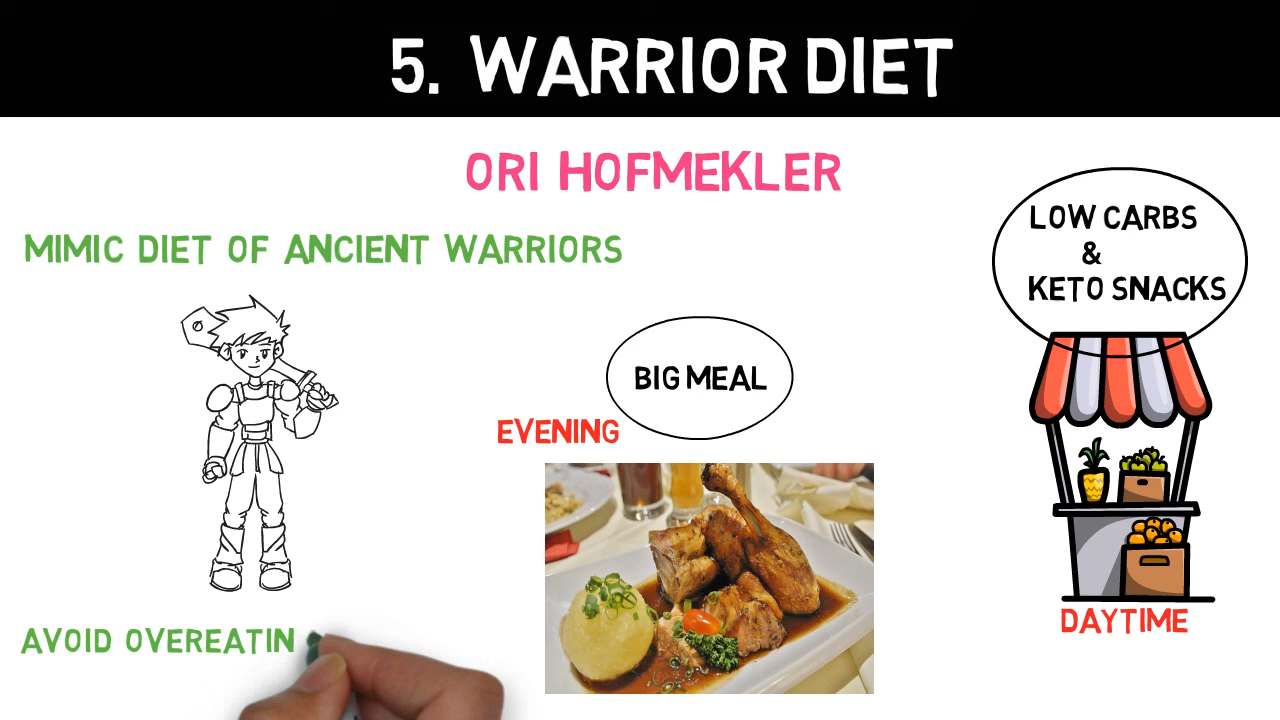 5. WARRIOR DIET
ORI HOFMEKLER
MIMIC DIET OF ANCIENT WARRIORS
LOW CARBS
&
KETO SNACKS
BIG MEAL
EVENING
DAYTIME
AVOID OVEREATIN